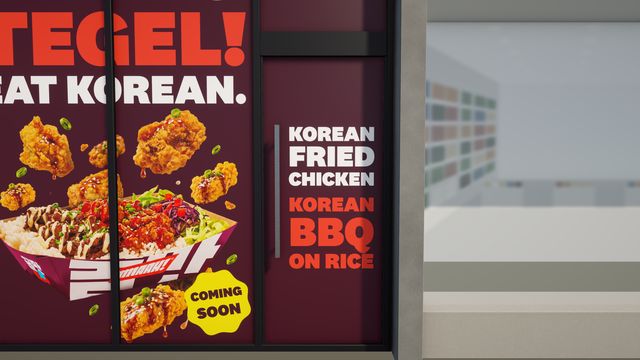 TEGEL!
EAT KOREAN.
KOREAN
FRIED
CHICKEN
KOREAN
BBQ
ON RICE
COMING
SOON